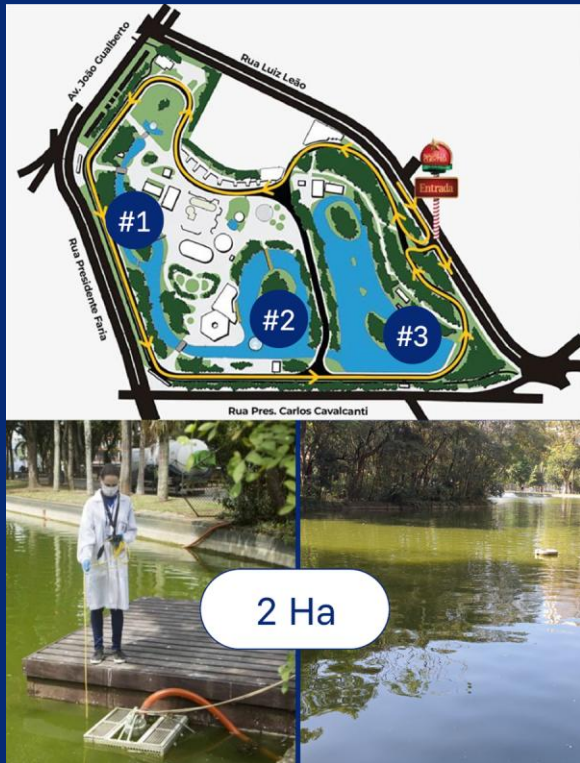 Av. João Gualberto
Rua Luiz Leão
Entrada
#1
Rua Presidente Faria
#2
#3
Rua Pres. Carlos Cavalcanti
2 Ha